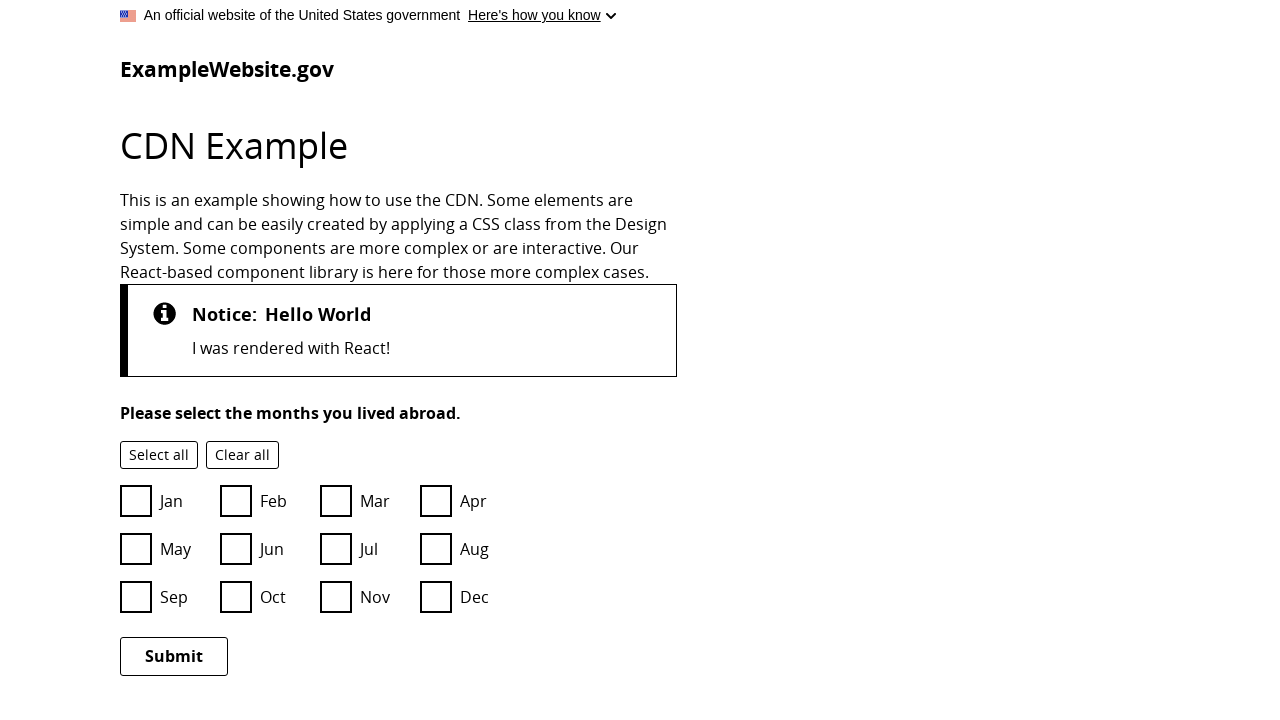 An official website of the United States government Here's how you know
ExampleWebsite.gov
CDN Example
This is an example showing how to use the CDN. Some elements are
simple and can be easily created by applying a CSS class from the Design
System. Some components are more complex or are interactive. Our
React-based component library is here for those more complex cases.
Notice: Hello World
I was rendered with React!
Please select the months you lived abroad.
Select all Clear all
Jan Feb Mar Apr
May Jun Jul Aug
Sep Oct Nov Dec
Submit